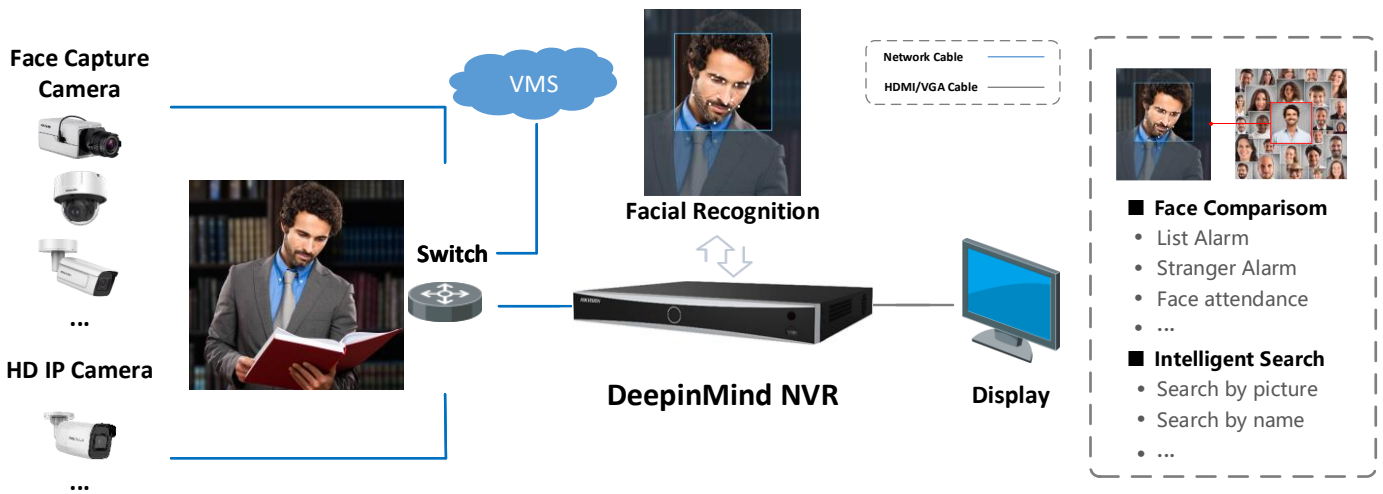 Face Capture
Camera
...
HD IP Camera
...
VMS
Switch
Facial Recognition
HIKVISION
DeepinMind NVR
Display
Network Cable
HDMI/VGA Cable
■ Face Comparisom
• List Alarm
• Stranger Alarm
• Face attendance
• ...
■ Intelligent Search
• Search by picture
• Search by name
• ...